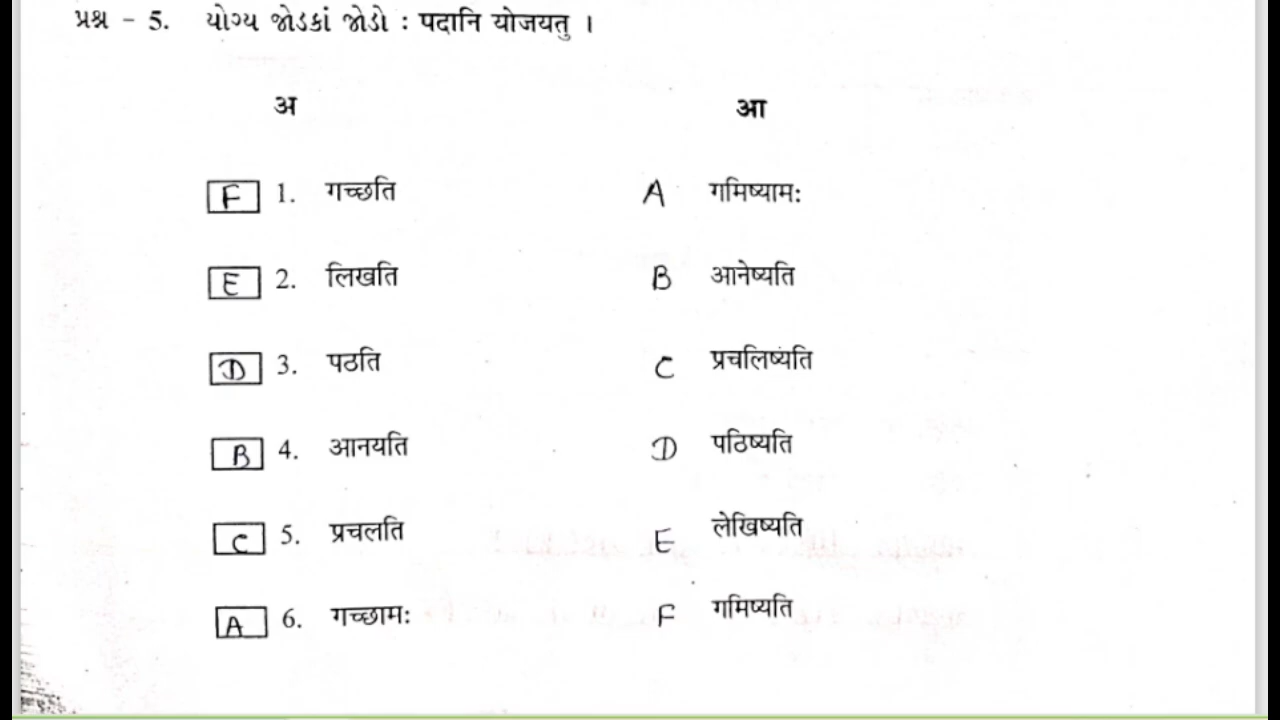 પ્રશ્ન - 5. યોગ્ય જોડકાં જોડો : पदानि योजयतु ।
अ आ
F 1. गच्छति A गमिष्यामः
E 2. लिखति B आनेष्यति
D 3. पठति C प्रचलिष्यति
B 4. आनयति D पठिष्यति
C 5. प्रचलति E लेखिष्यति
A 6. गच्छामः F गमिष्यति